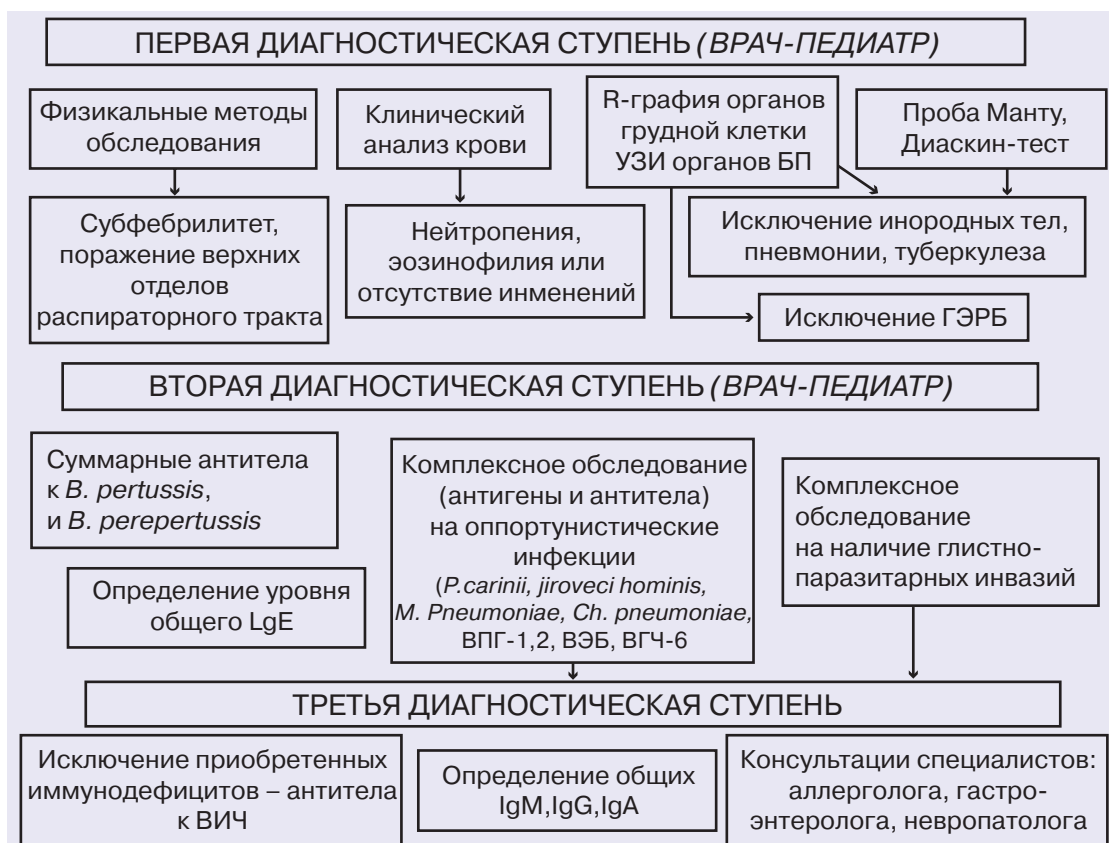 ПЕРВАЯ ДИАГНОСТИЧЕСКАЯ СТУПЕНЬ (ВРАЧ-ПЕДИАТР)
Физикальные методы
обследования
Клинический
анализ крови
R-графия органов
грудной клетки
УЗИ органов БП
Проба Манту,
Диаскин-тест
Субфебрилитет,
поражение верхних
отделов
распираторного тракта
Нейтропения,
эозинофилия или
отсутствие инменений
Исключение инородных тел,
пневмонии, туберкулеза
Исключение ГЭРБ
ВТОРАЯ ДИАГНОСТИЧЕСКАЯ СТУПЕНЬ (ВРАЧ-ПЕДИАТР)
Суммарные антитела
к B. pertussis,
и B. perepertussis
Определение уровня
общего LgE
Комплексное обследование
(антигены и антитела)
на оппортунистические
инфекции
(P.carinii, jiroveci hominis,
M. Pneumoniae, Ch. pneumoniae,
ВПГ-1,2, ВЭБ, ВГЧ-6
Комплексное
обследование
на наличие глистно-
паразитарных инвазий
ТРЕТЬЯ ДИАГНОСТИЧЕСКАЯ СТУПЕНЬ
Исключение приобретенных
иммунодефицитов – антитела
к ВИЧ
Определение общих
IgM,IgG,IgA
Консультации специалистов:
аллерголога, гастро-
энтеролога, невропатолога